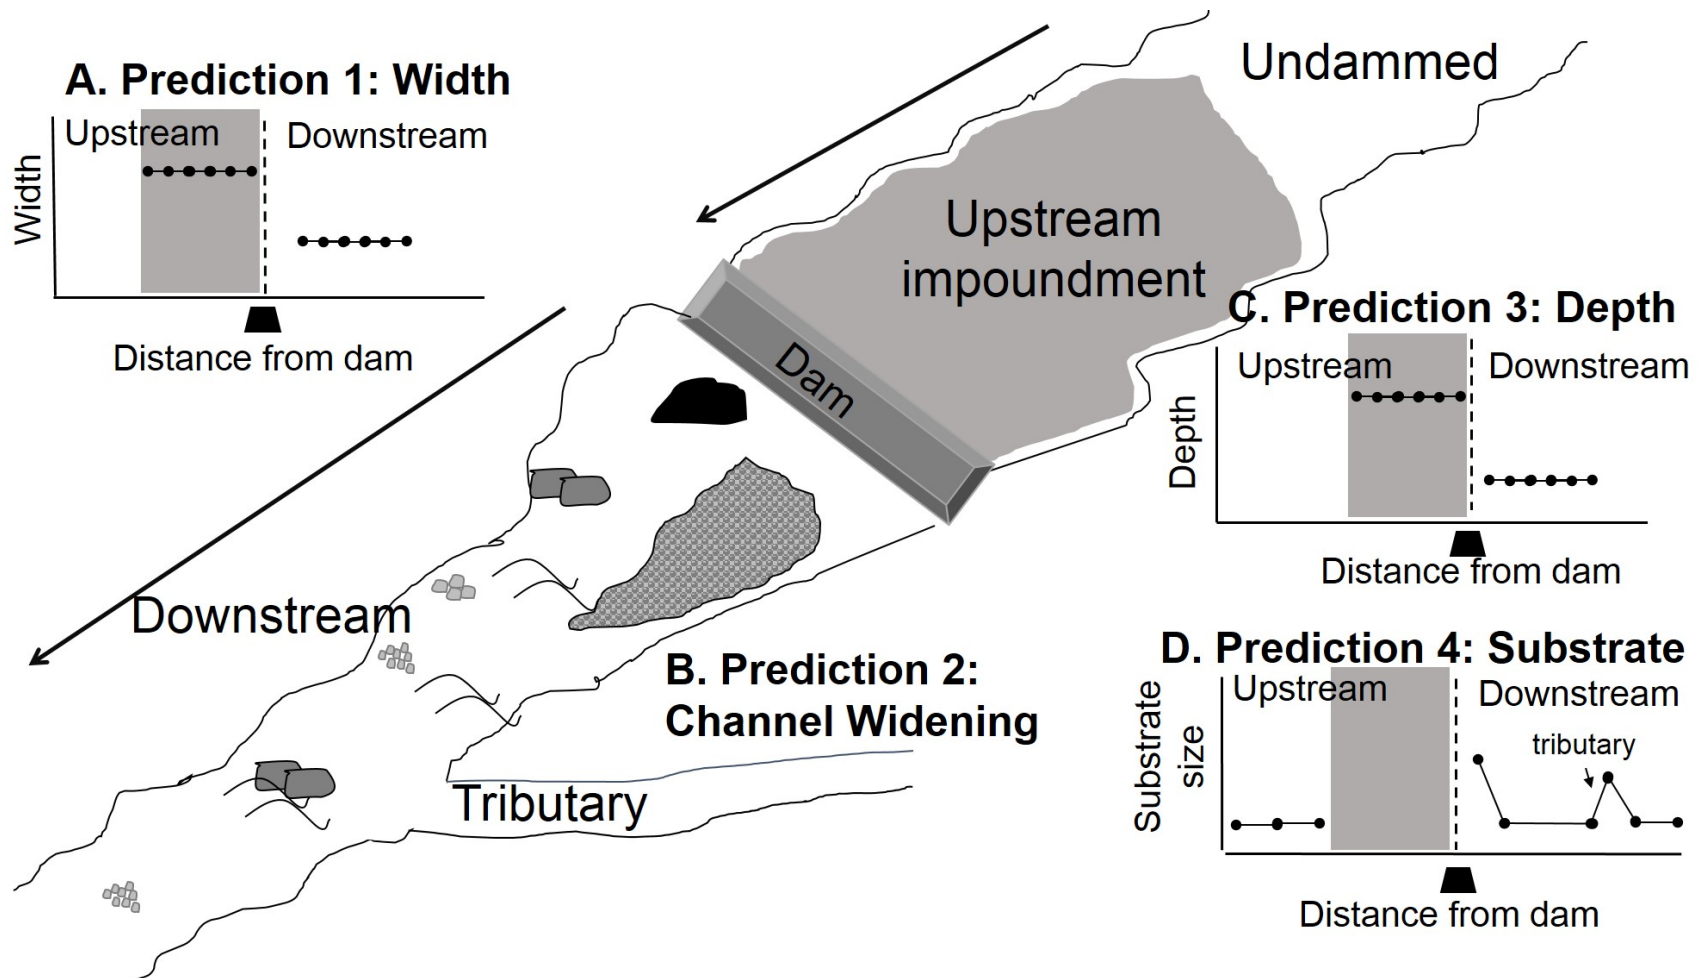 A. Prediction 1: Width
Upstream
Downstream
Width
Distance from dam
Undammed
Upstream
impoundment
Dam
C. Prediction 3: Depth
Upstream
Downstream
Depth
Distance from dam
Downstream
B. Prediction 2:
Channel Widening
Tributary
D. Prediction 4: Substrate
Upstream
Downstream
tributary
Substrate
size
Distance from dam